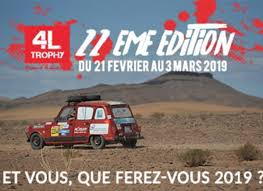 4L
TROPHY
22 EME EDITION
DU 21 FEVRIER AU 3 MARS 2019
ET VOUS, QUE FEREZ-VOUS 2019 ?